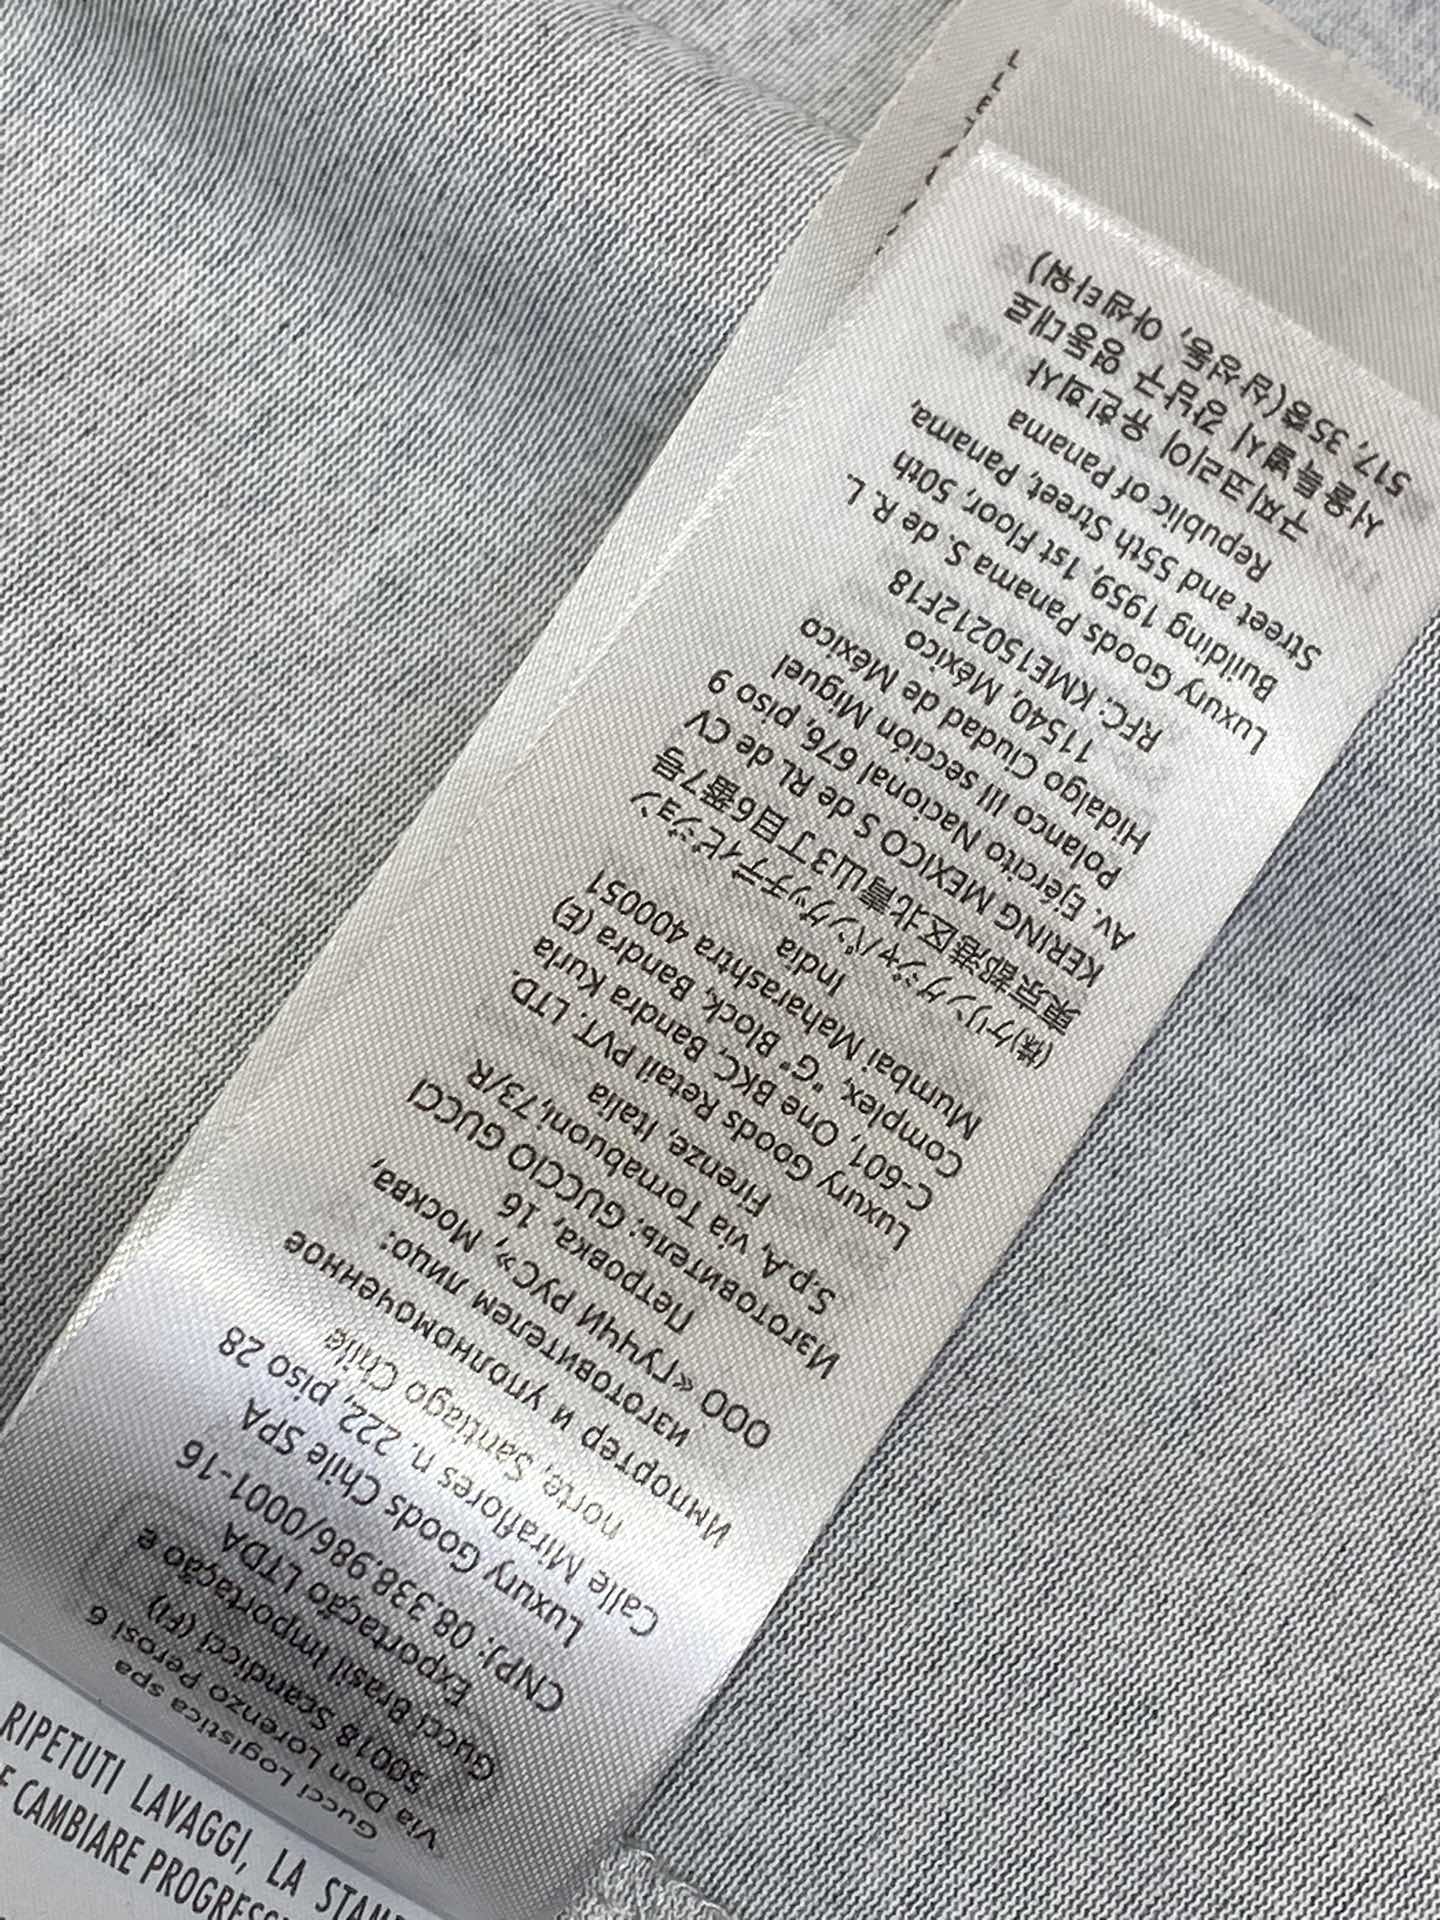 Gucci Logistica spa
Via Don Lorenzo Perosi 6
50018 Scandicci (FI)
Gucci Brasil Importação e
Exportação LTDA
CNPJ: 08.338.986/0001-16
Luxury Goods Chile SPA
Calle Miraflores n. 222, piso 28
norte, Santiago Chile
Импортер и уполномоченное
изготовителем лицо:
ООО «ГУЧЧИ РУС», Москва,
Петровка, 16
Изготовитель: GUCCIO GUCCI
S.p.A, via Tornabuoni,73/R
Firenze, Italia
Luxury Goods Retail PVT. LTD.
C-601, One BKC, Bandra Kurla
Complex, "G" Block, Bandra (E)
Mumbai Maharashtra 400051
India
(株)ケリングジャパングッチディビジョン
東京都港区北青山3丁目6番7号
KERING MEXICO S de RL de CV
Av. Ejército Nacional 676, piso 9
Polanco III sección Miguel
Hidalgo Ciudad de México
11540, México
RFC: KME150212F18
Luxury Goods Panama S. de R. L.
Building 1959, 1st Floor, 50th
Street and 55th Street, Panama,
Republic of Panama
구찌코리아 유한회사
서울특별시 강남구 영동대로
517, 35층(삼성동, 아셈타워)
RIPETUTI LAVAGGI, LA
CAMBIARE